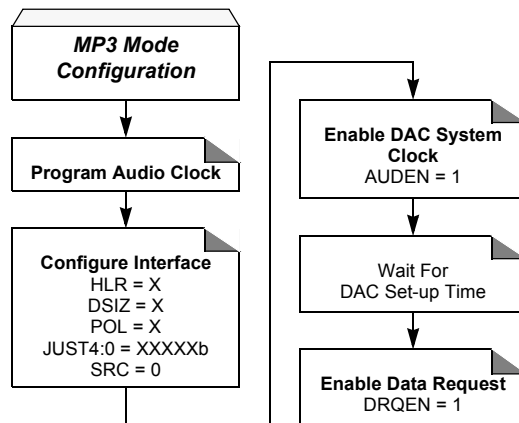 MP3 Mode
Configuration
Program Audio Clock
Configure Interface
HLR = X
DSIZ = X
POL = X
JUST4:0 = XXXXXb
SRC = 0
Enable DAC System
Clock
AUDEN = 1
Wait For
DAC Set-up Time
Enable Data Request
DRQEN = 1